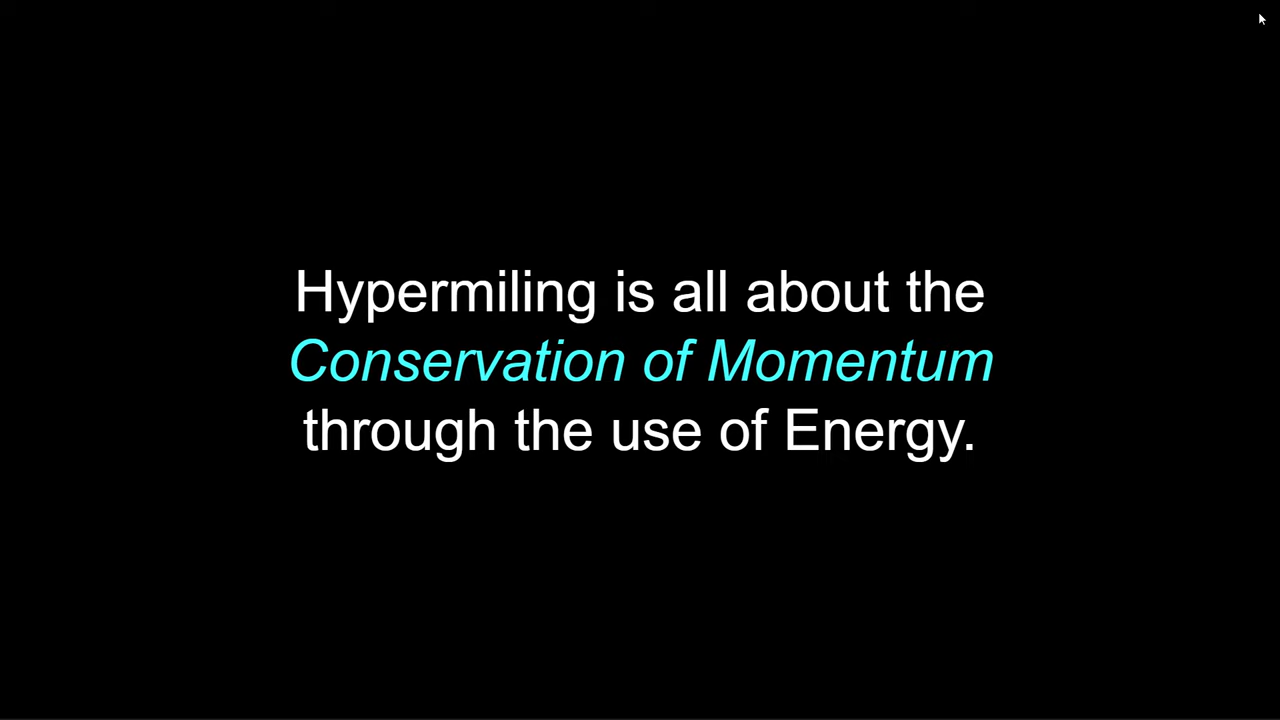 Hypermiling is all about the
Conservation of Momentum
through the use of Energy.